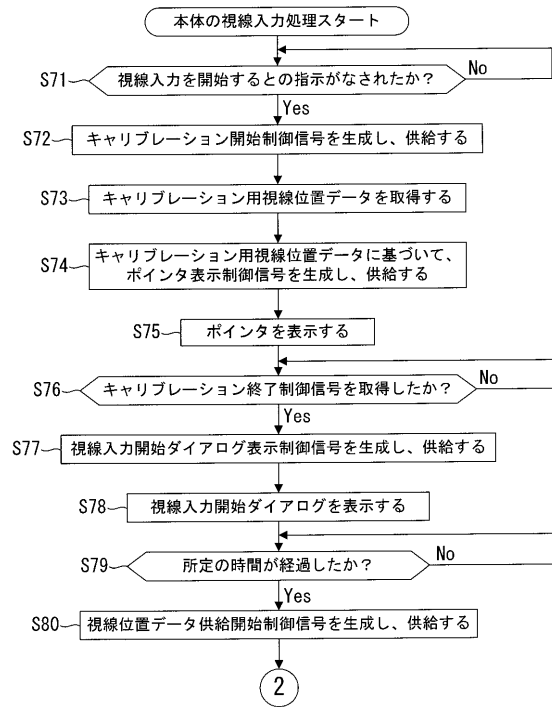 本体の視線入力処理スタート
S71
視線入力を開始するとの指示がなされたか？
No
Yes
S72
キャリブレーション開始制御信号を生成し、供給する
S73
キャリブレーション用視線位置データを取得する
S74
キャリブレーション用視線位置データに基づいて、
ポインタ表示制御信号を生成し、供給する
S75
ポインタを表示する
S76
キャリブレーション終了制御信号を取得したか？
No
Yes
S77
視線入力開始ダイアログ表示制御信号を生成し、供給する
S78
視線入力開始ダイアログを表示する
S79
所定の時間が経過したか？
No
Yes
S80
視線位置データ供給開始制御信号を生成し、供給する
2